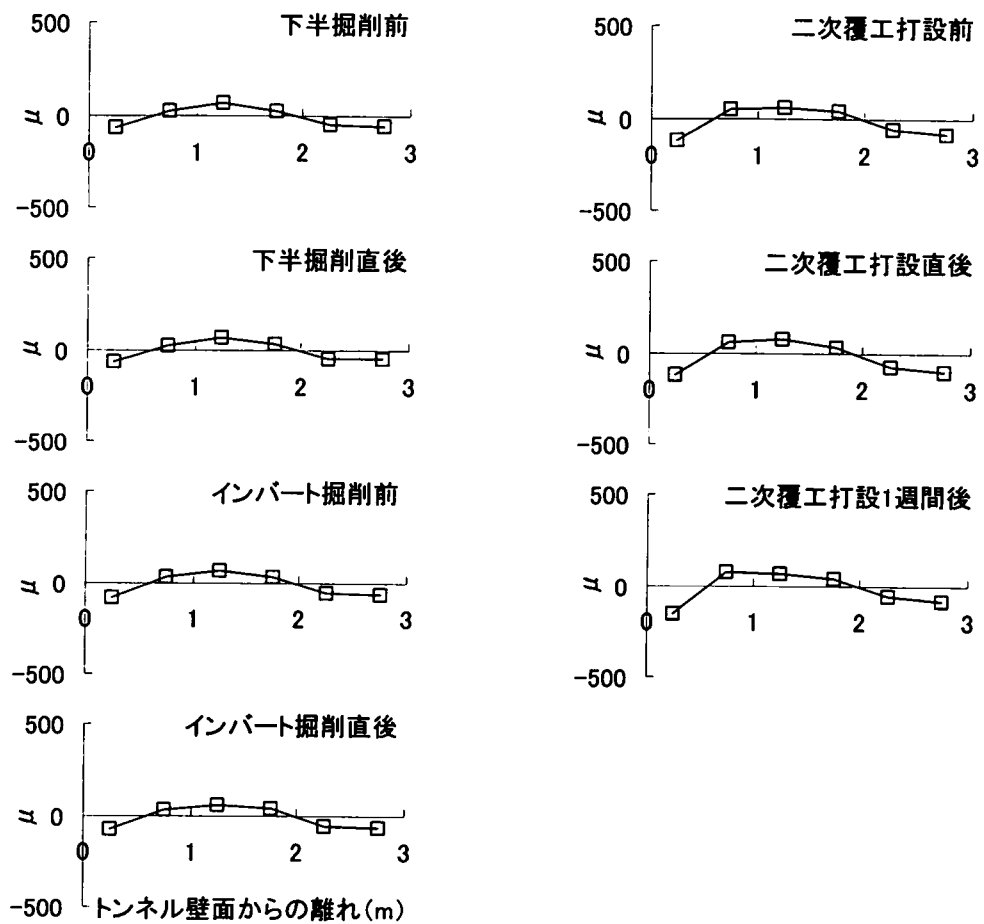 下半掘削前
500
μ 0
-500
0 1 2 3
下半掘削直後
500
μ 0
-500
0 1 2 3
インバート掘削前
500
μ 0
-500
0 1 2 3
インバート掘削直後
500
μ 0
-500
0 1 2 3
トンネル壁面からの離れ(m)
二次覆工打設前
500
μ 0
-500
0 1 2 3
二次覆工打設直後
500
μ 0
-500
0 1 2 3
二次覆工打設1週間後
500
μ 0
-500
0 1 2 3